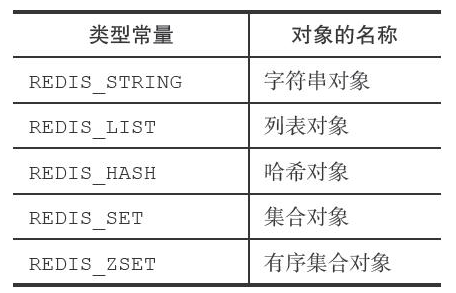 类型常量 对象的名称
REDIS_STRING 字符串对象
REDIS_LIST 列表对象
REDIS_HASH 哈希对象
REDIS_SET 集合对象
REDIS_ZSET 有序集合对象